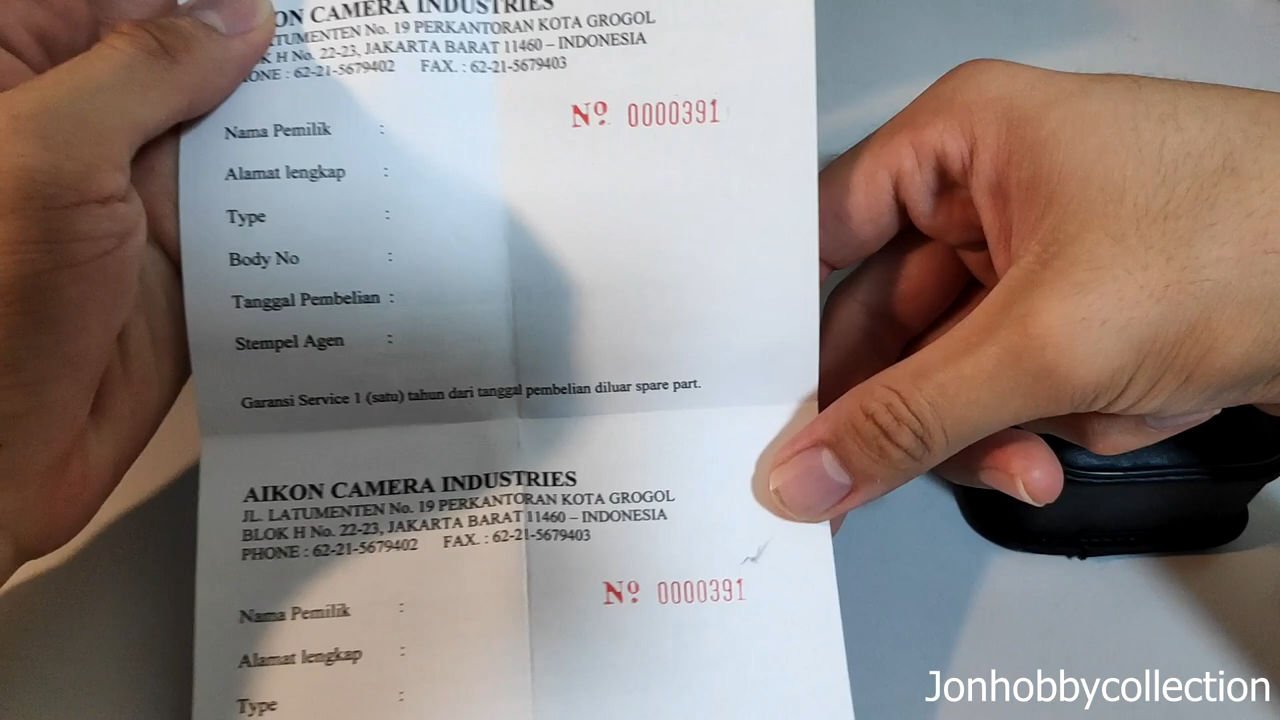 ON CAMERA INDUSTRIES
TUMENTEN No. 19 PERKANTORAN KOTA GROGOL
K H No. 22-23, JAKARTA BARAT 11460 – INDONESIA
ONE : 62-21-5679402 FAX. : 62-21-5679403
Nº 0000391
Nama Pemilik :
Alamat lengkap :
Type :
Body No :
Tanggal Pembelian :
Stempel Agen :
Garansi Service 1 (satu) tahun dari tanggal pembelian diluar spare part.
AIKON CAMERA INDUSTRIES
JL. LATUMENTEN No. 19 PERKANTORAN KOTA GROGOL
BLOK H No. 22-23, JAKARTA BARAT 11460 – INDONESIA
PHONE : 62-21-5679402 FAX. : 62-21-5679403
Nº 0000391
Nama Pemilik :
Alamat lengkap :
Type :
Jonhobbycollection